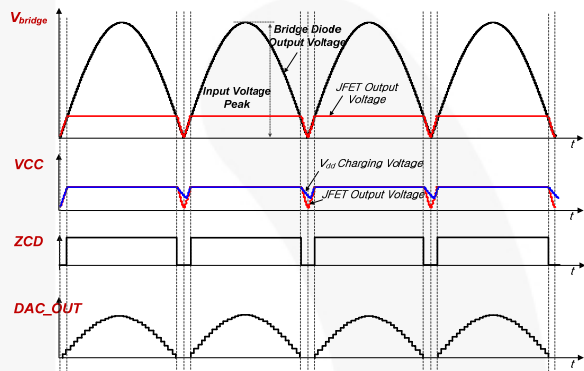 Vbridge
Bridge Diode
Output Voltage
Input Voltage
Peak
JFET Output
Voltage
t
VCC
Vdd Charging Voltage
JFET Output Voltage
t
ZCD
t
DAC_OUT
t